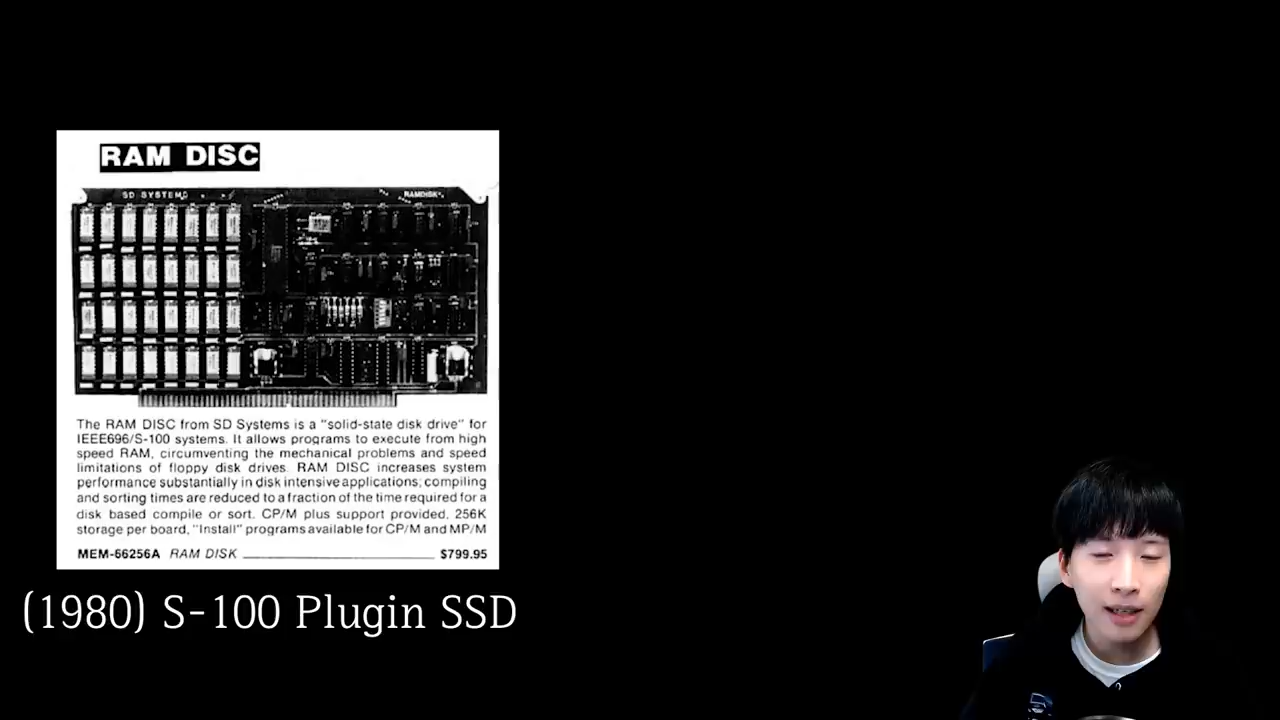 RAM DISC
SD SYSTEMS
RAMDISK
The RAM DISC from SD Systems is a "solid-state disk drive" for
IEEE696/S-100 systems. It allows programs to execute from high
speed RAM, circumventing the mechanical problems and speed
limitations of floppy disk drives. RAM DISC increases system
performance substantially in disk intensive applications; compiling
and sorting times are reduced to a fraction of the time required for a
disk based compile or sort. CP/M plus support provided, 256K
storage per board, "Install" programs available for CP/M and MP/M
MEM-66256A RAM DISK $799.95
(1980) S-100 Plugin SSD